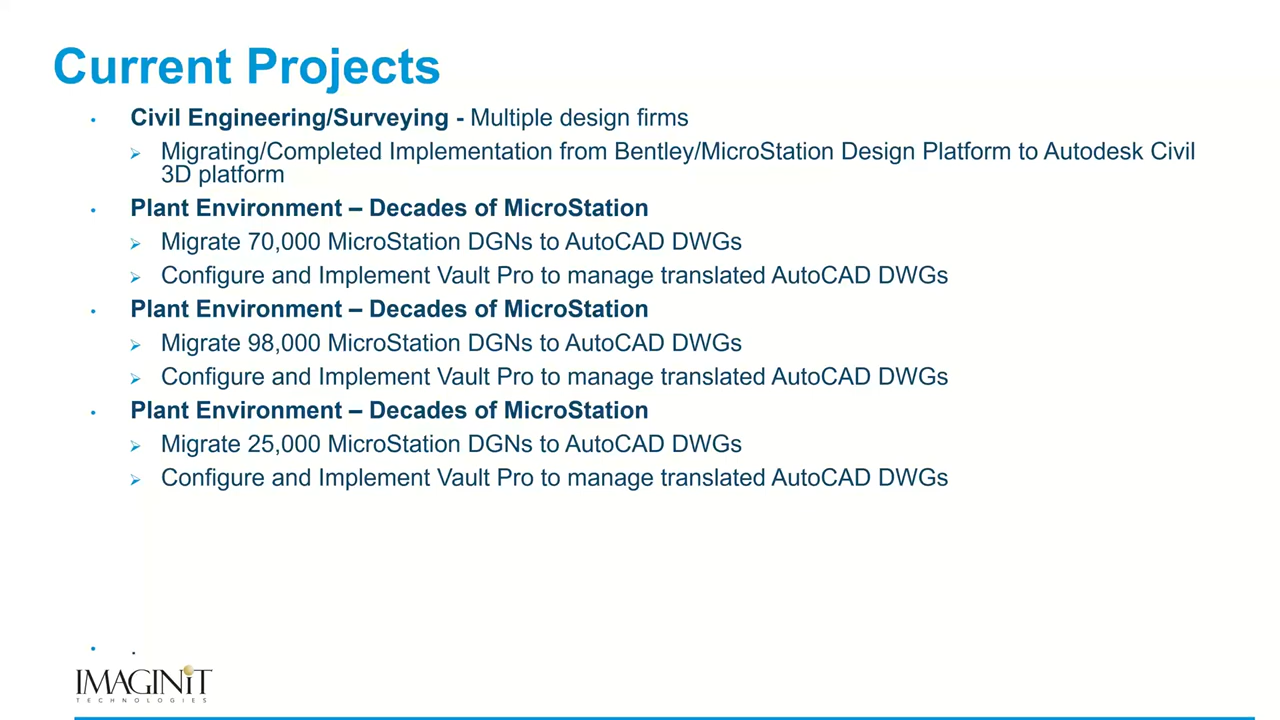 Current Projects
• Civil Engineering/Surveying - Multiple design firms
➢ Migrating/Completed Implementation from Bentley/MicroStation Design Platform to Autodesk Civil
3D platform
• Plant Environment – Decades of MicroStation
➢ Migrate 70,000 MicroStation DGNs to AutoCAD DWGs
➢ Configure and Implement Vault Pro to manage translated AutoCAD DWGs
• Plant Environment – Decades of MicroStation
➢ Migrate 98,000 MicroStation DGNs to AutoCAD DWGs
➢ Configure and Implement Vault Pro to manage translated AutoCAD DWGs
• Plant Environment – Decades of MicroStation
➢ Migrate 25,000 MicroStation DGNs to AutoCAD DWGs
➢ Configure and Implement Vault Pro to manage translated AutoCAD DWGs
• .
IMAGINiT
TECHNOLOGIES